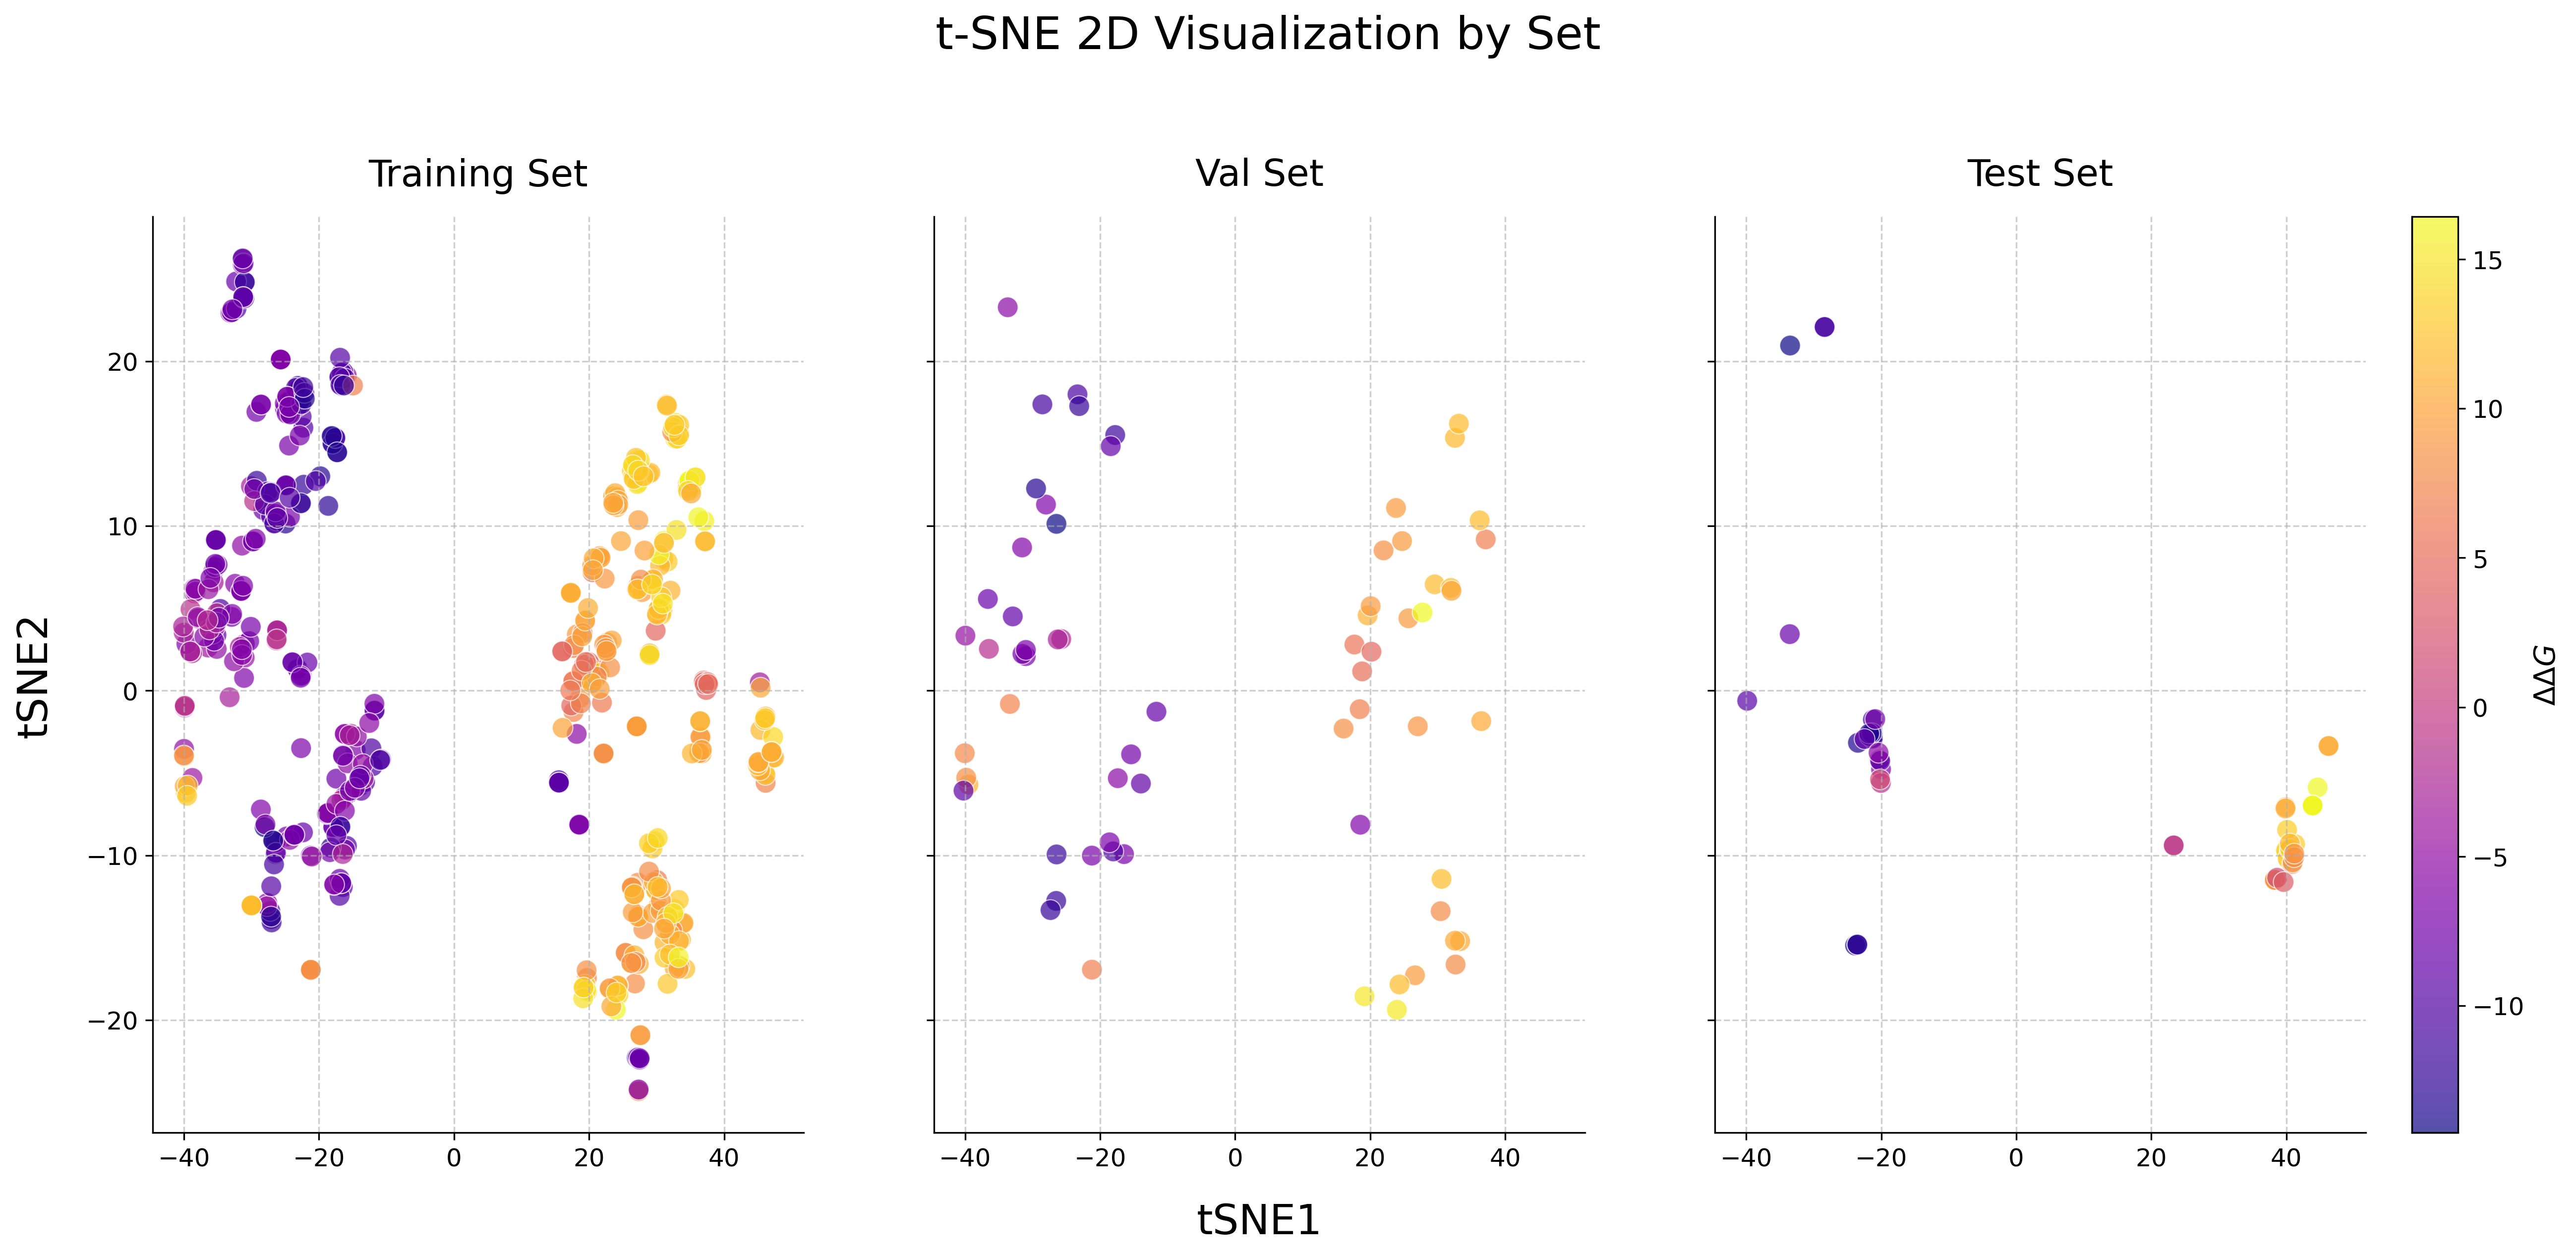 t-SNE 2D Visualization by Set
Training Set
Val Set
Test Set
tSNE2
20
10
0
−10
−20
−40 −20 0 20 40
−40 −20 0 20 40
−40 −20 0 20 40
tSNE1
15
10
5
0
−5
−10
ΔΔG